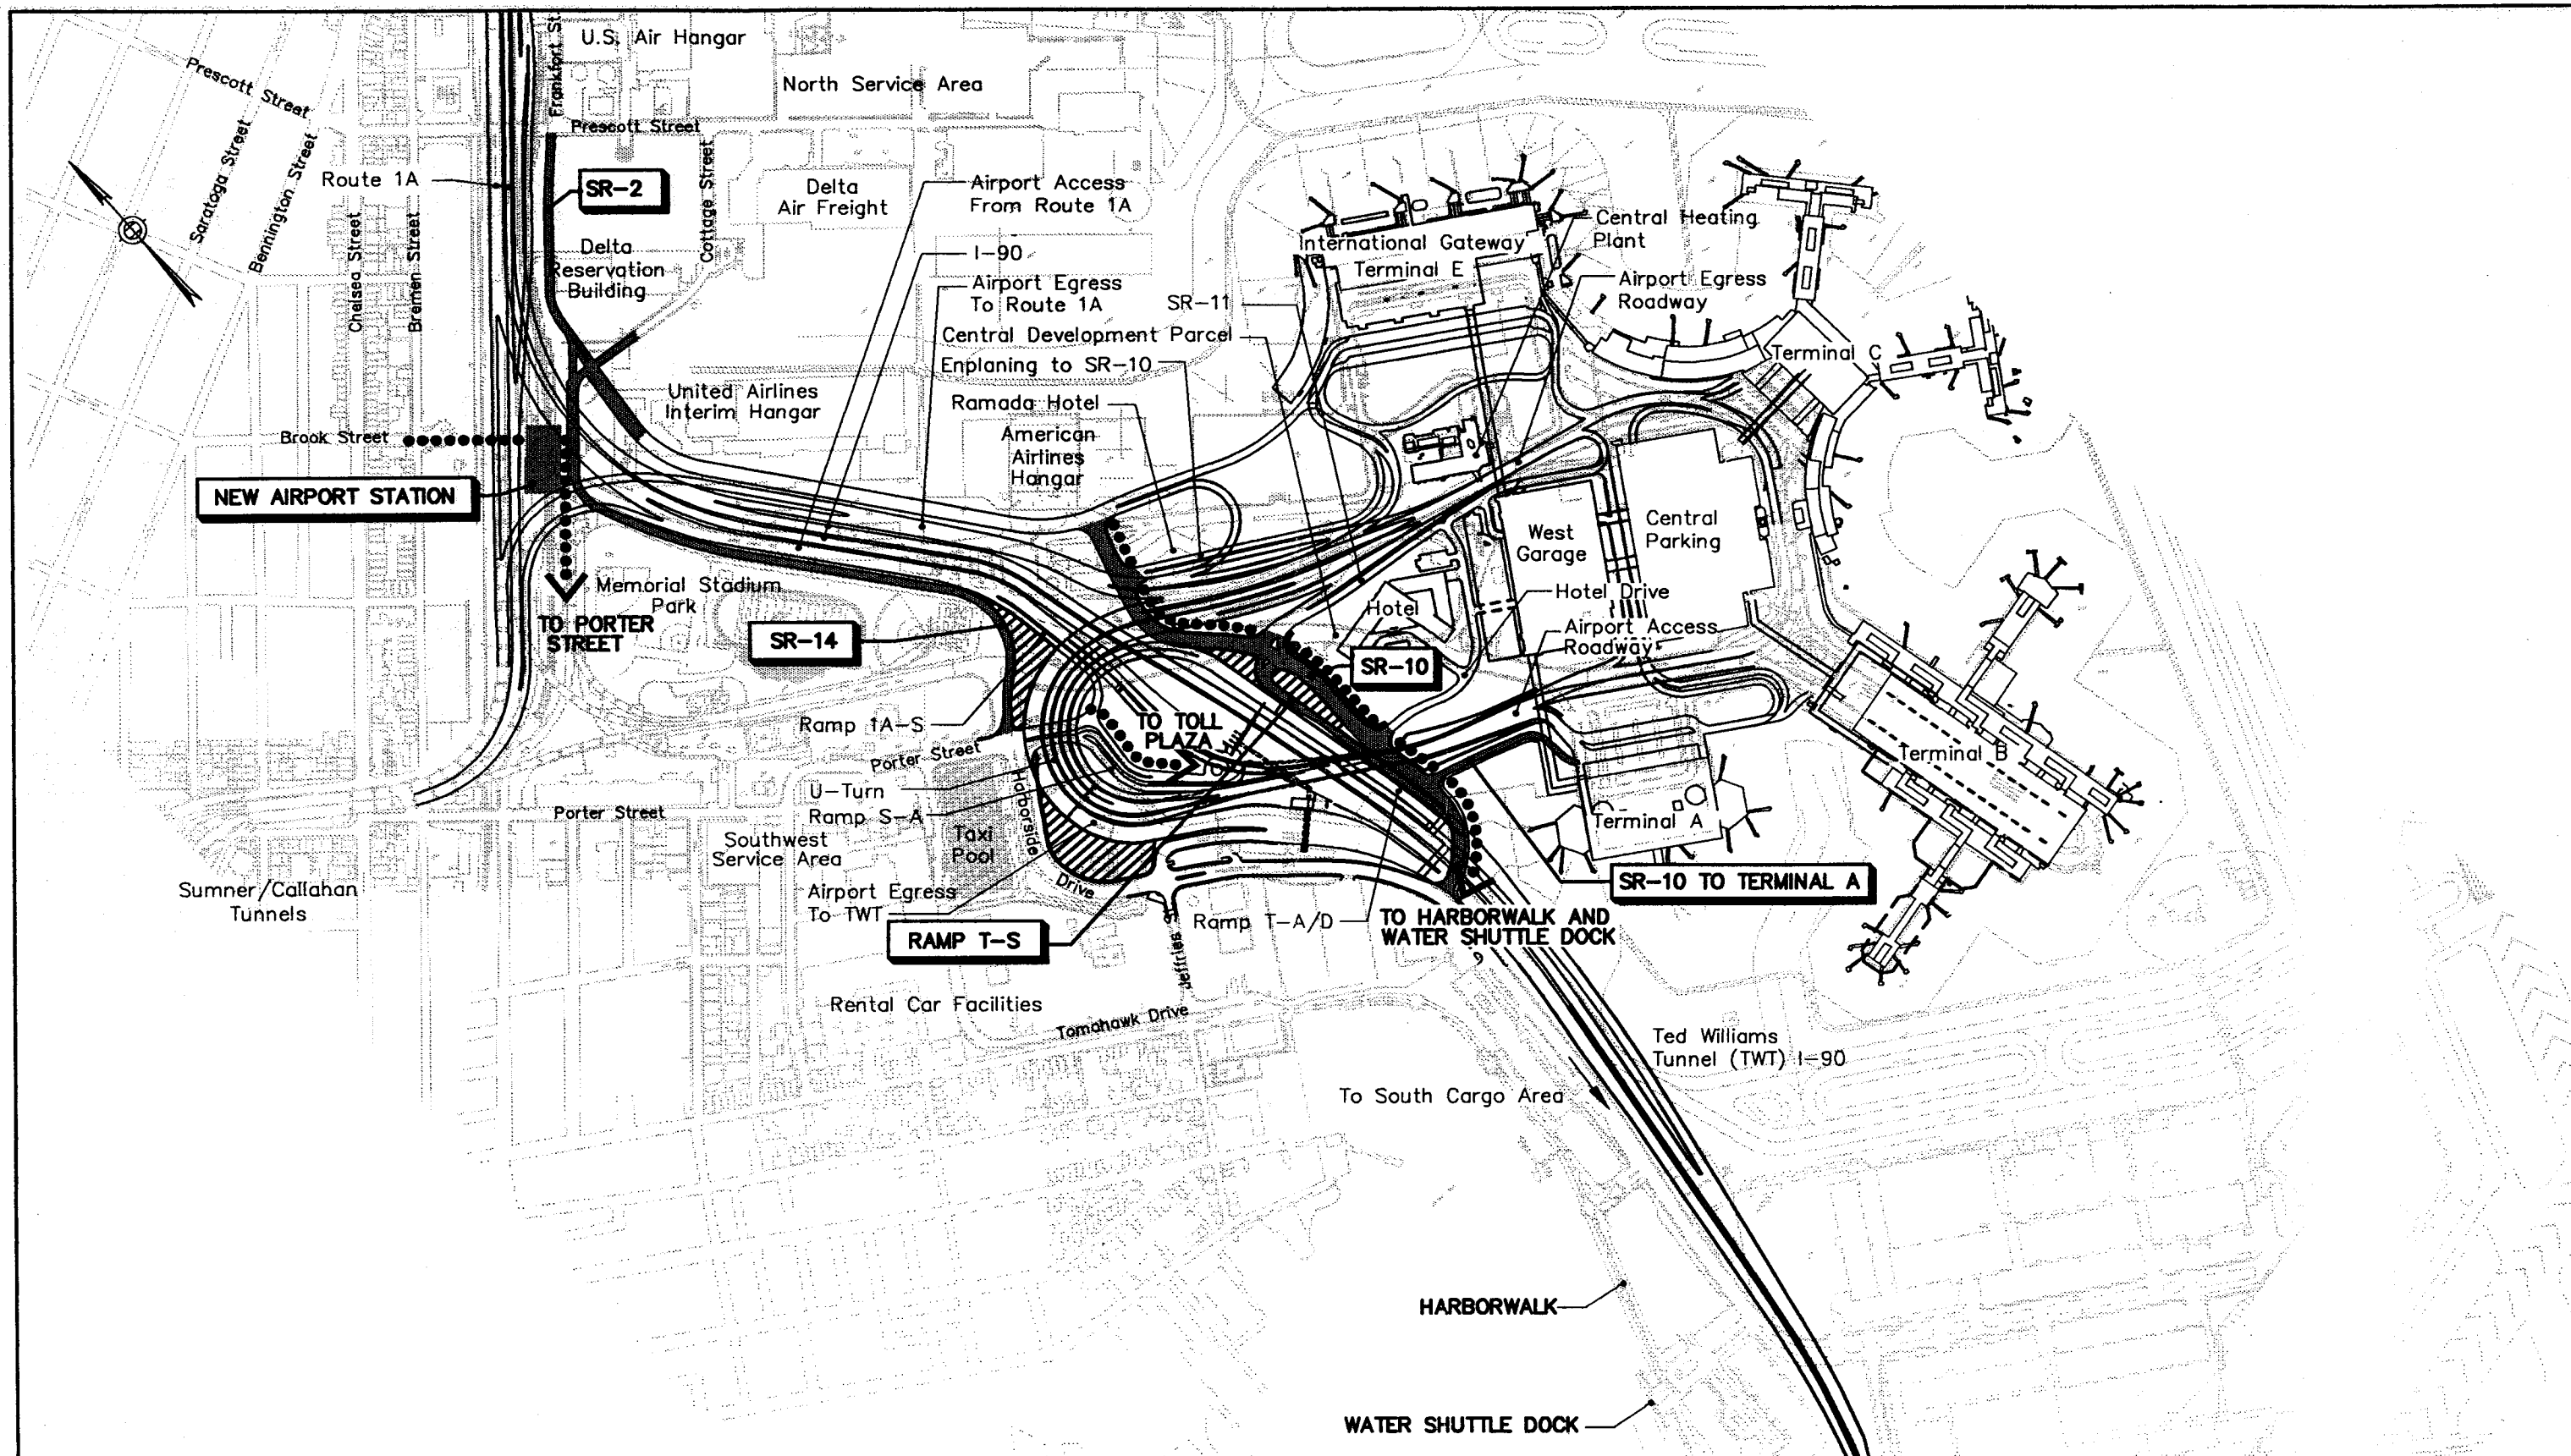 U.S. Air Hangar
Frankfort St.
North Service Area
Prescott Street
Prescott Street
Saratoga Street
Bennington Street
Route 1A
SR-2
Cottage Street
Delta
Air Freight
Airport Access
From Route 1A
Chelsea Street
Bremen Street
Delta
Reservation
Building
I-90
Airport Egress
To Route 1A
SR-11
Central Development Parcel
Enplaning to SR-10
International Gateway
Terminal E
Central Heating
Plant
Airport Egress
Roadway
Terminal C
United Airlines
Interim Hangar
Ramada Hotel
American
Airlines
Hangar
Brook Street
NEW AIRPORT STATION
West
Garage
Central
Parking
Memorial Stadium
Park
TO PORTER
STREET
SR-14
Hotel
Hotel Drive
Airport Access
Roadway
SR-10
Ramp 1A-S
TO TOLL
PLAZA
Porter Street
Harborside
Drive
U-Turn
Ramp S-A
Porter Street
Southwest
Service Area
Taxi
Pool
Terminal B
Terminal A
Sumner/Callahan
Tunnels
Airport Egress
To TWT
SR-10 TO TERMINAL A
RAMP T-S
Jeffries
Ramp T-A/D
TO HARBORWALK AND
WATER SHUTTLE DOCK
Rental Car Facilities
Tomahawk Drive
Ted Williams
Tunnel (TWT) I-90
To South Cargo Area
HARBORWALK
WATER SHUTTLE DOCK